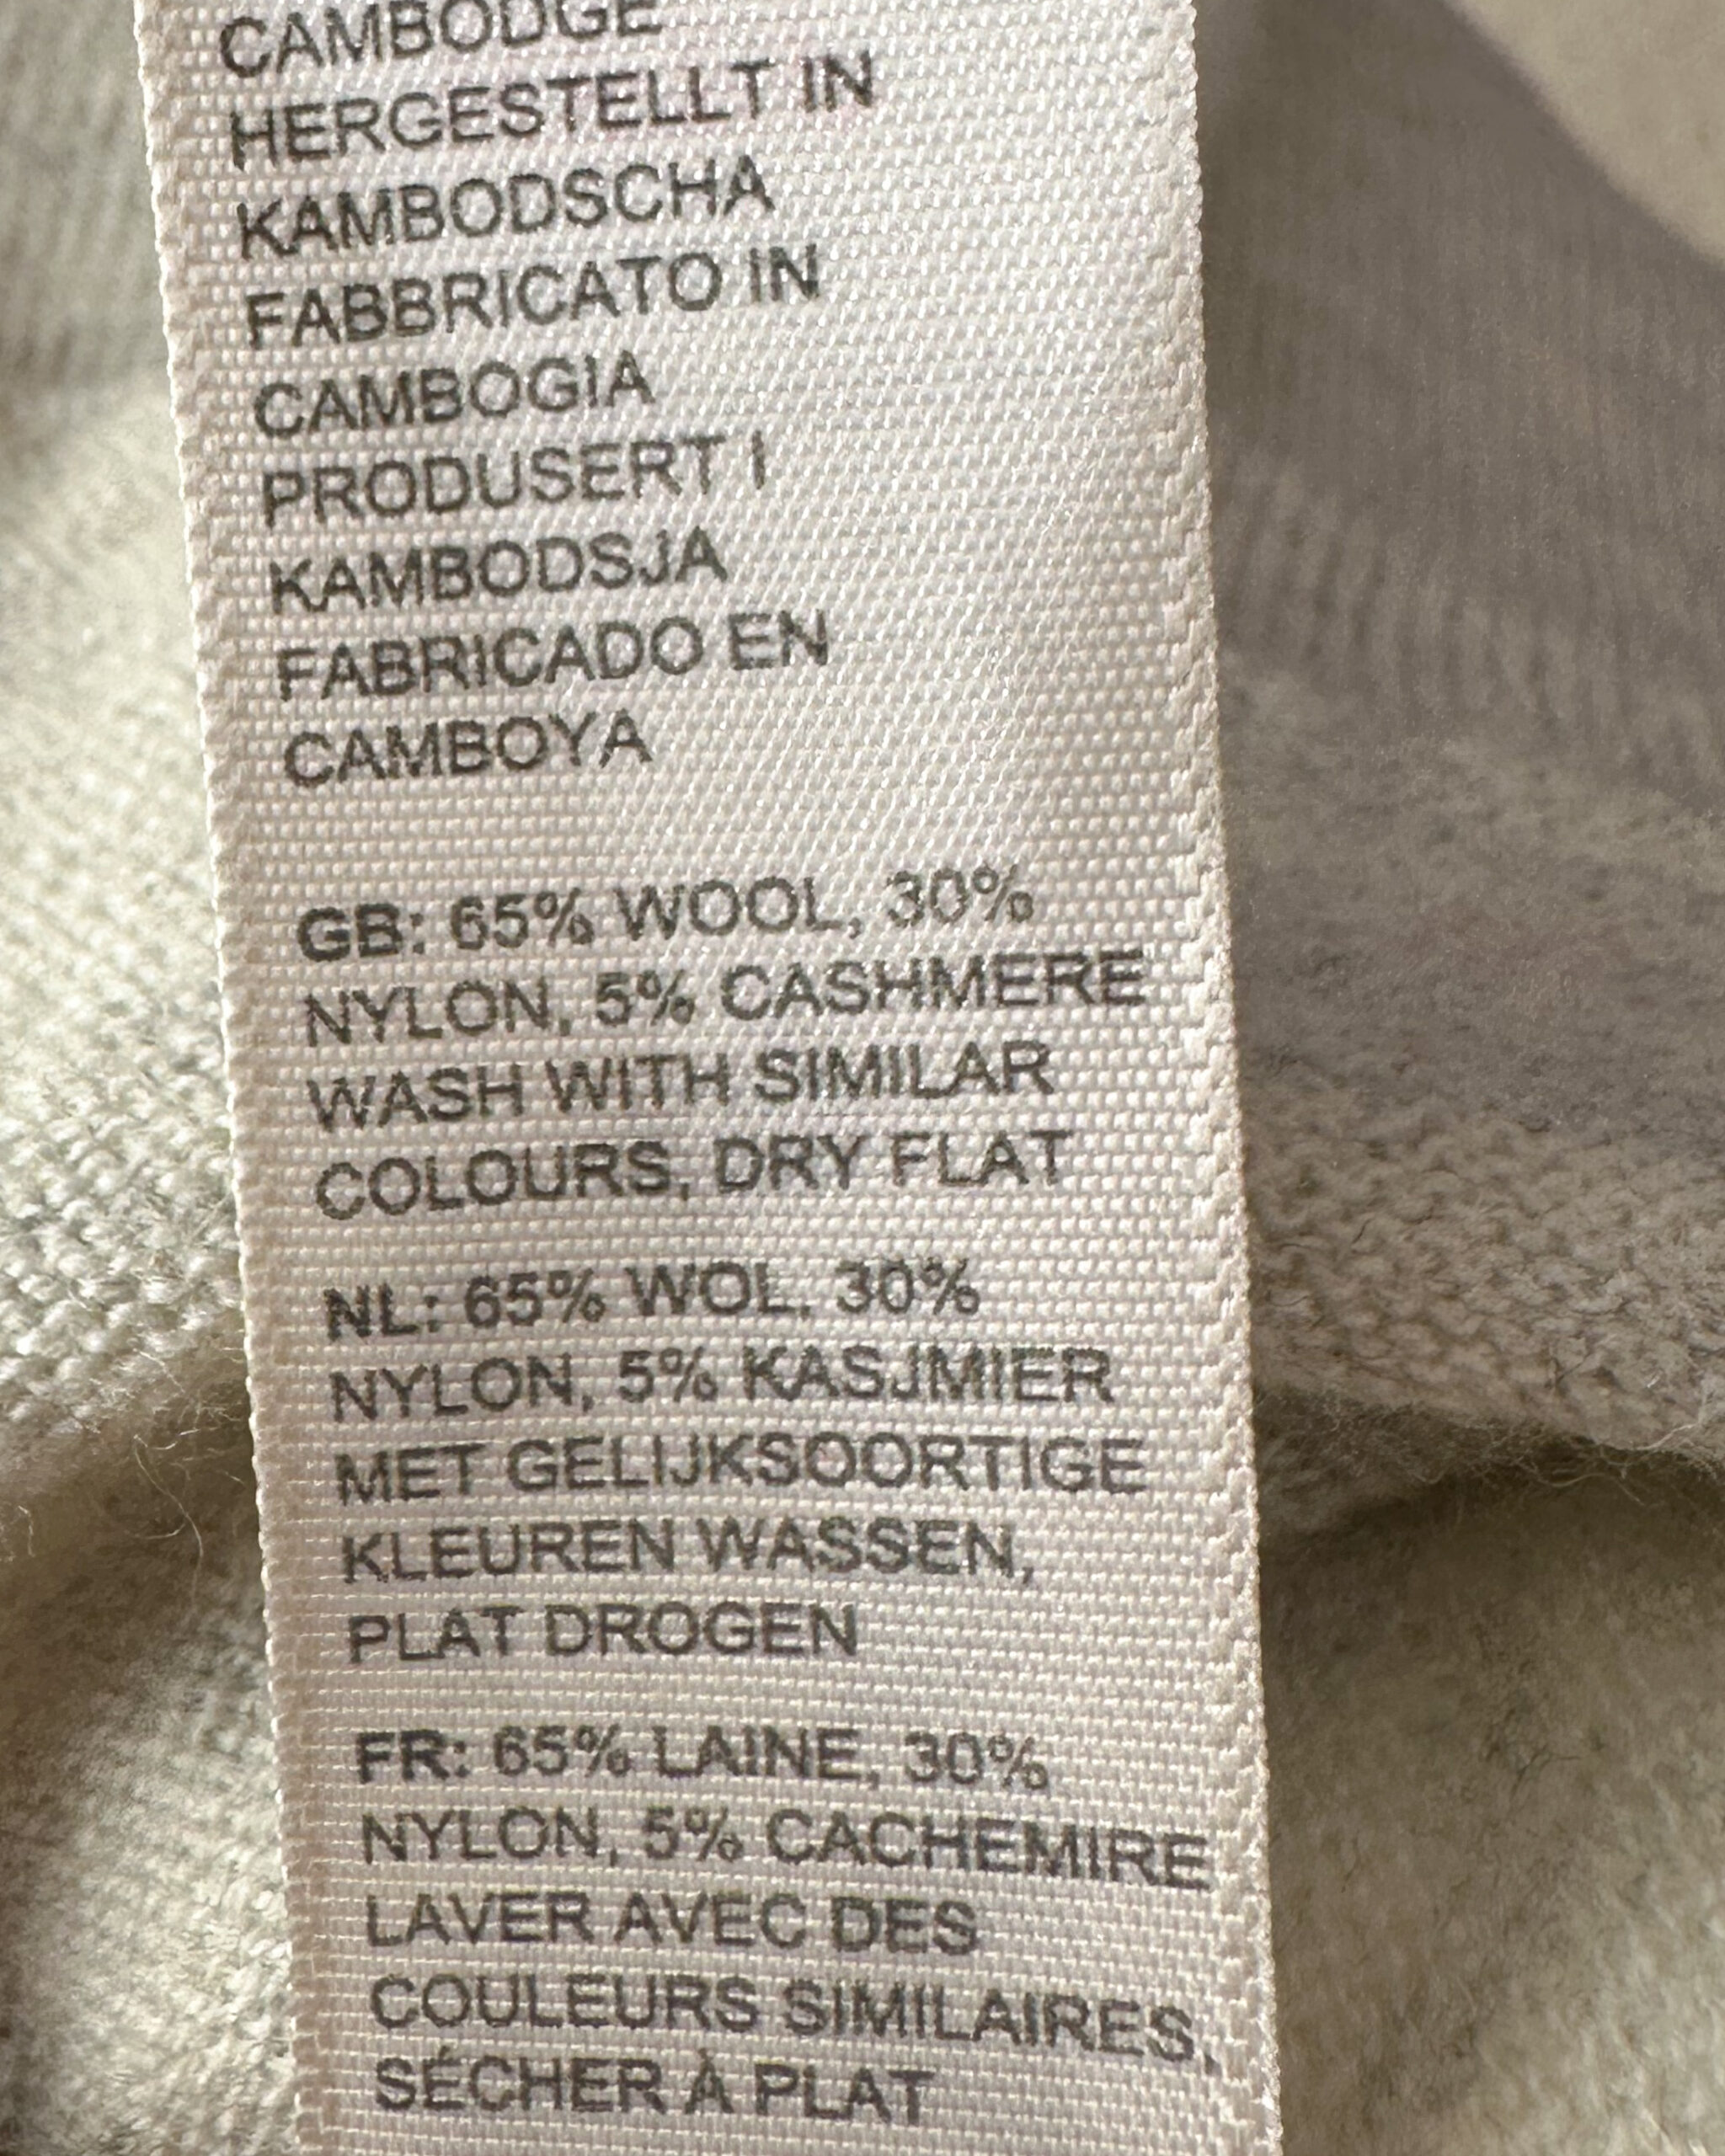 CAMBODGE
HERGESTELLT IN
KAMBODSCHA
FABBRICATO IN
CAMBOGIA
PRODUSERT I
KAMBODSJA
FABRICADO EN
CAMBOYA
GB: 65% WOOL, 30%
NYLON, 5% CASHMERE
WASH WITH SIMILAR
COLOURS, DRY FLAT
NL: 65% WOL, 30%
NYLON, 5% KASJMIER
MET GELIJKSOORTIGE
KLEUREN WASSEN,
PLAT DROGEN
FR: 65% LAINE, 30%
NYLON, 5% CACHEMIRE
LAVER AVEC DES
COULEURS SIMILAIRES,
SÉCHER À PLAT